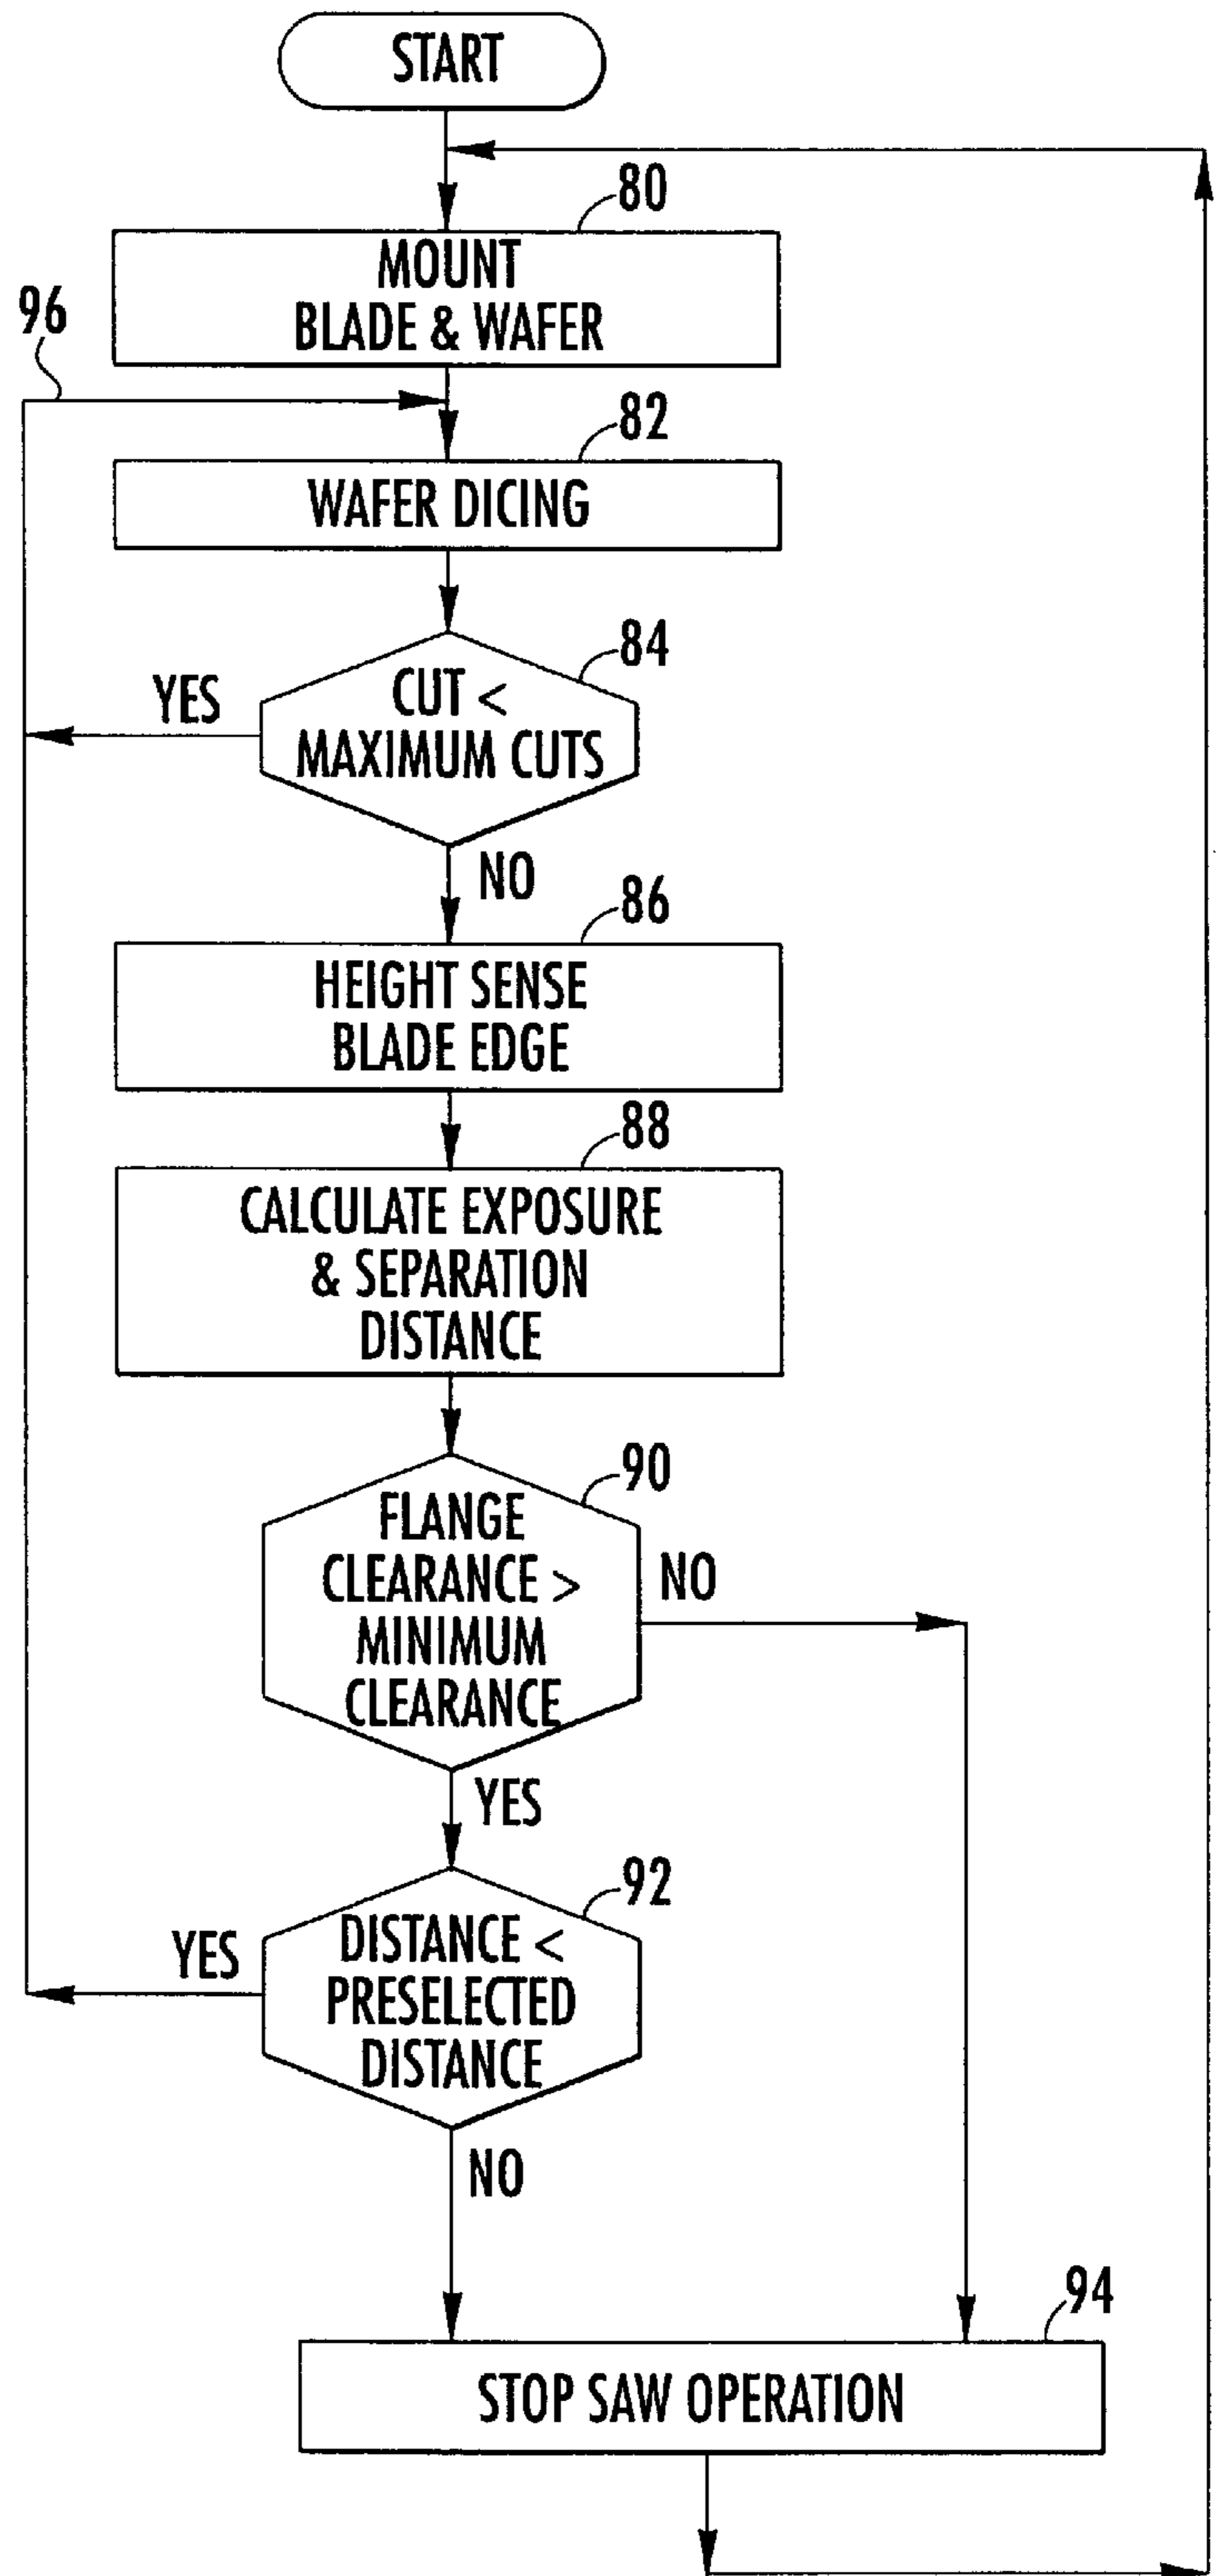 START
80
MOUNT
BLADE & WAFER
96
82
WAFER DICING
84
CUT <
MAXIMUM CUTS
YES
NO
86
HEIGHT SENSE
BLADE EDGE
88
CALCULATE EXPOSURE
& SEPARATION
DISTANCE
90
FLANGE
CLEARANCE >
MINIMUM
CLEARANCE
NO
YES
92
DISTANCE <
PRESELECTED
DISTANCE
YES
NO
94
STOP SAW OPERATION